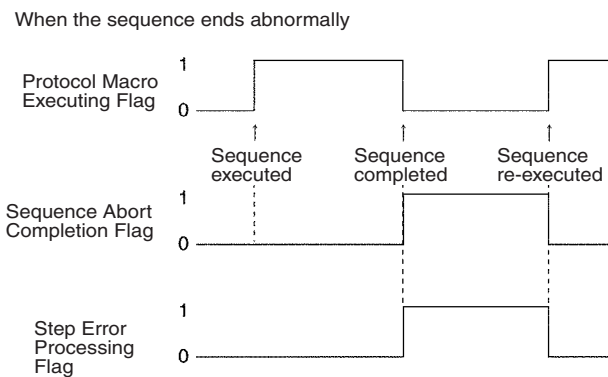 When the sequence ends abnormally
1
Protocol Macro
Executing Flag
0
Sequence
executed
Sequence
completed
Sequence
re-executed
1
Sequence Abort
Completion Flag
0
1
Step Error
Processing
Flag
0